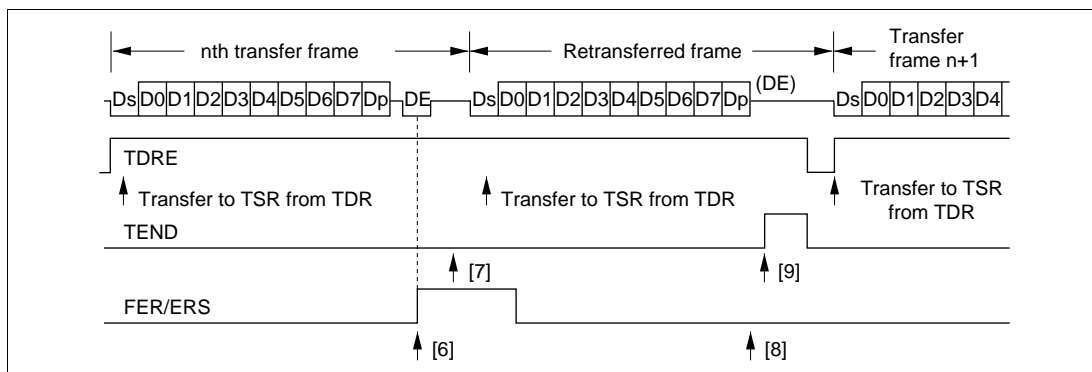 nth transfer frame Retransferred frame Transfer
frame n+1
Ds D0 D1 D2 D3 D4 D5 D6 D7 Dp DE Ds D0 D1 D2 D3 D4 D5 D6 D7 Dp (DE) Ds D0 D1 D2 D3 D4
TDRE
Transfer to TSR from TDR Transfer to TSR from TDR Transfer to TSR
from TDR
TEND
[7] [9]
FER/ERS
[6] [8]